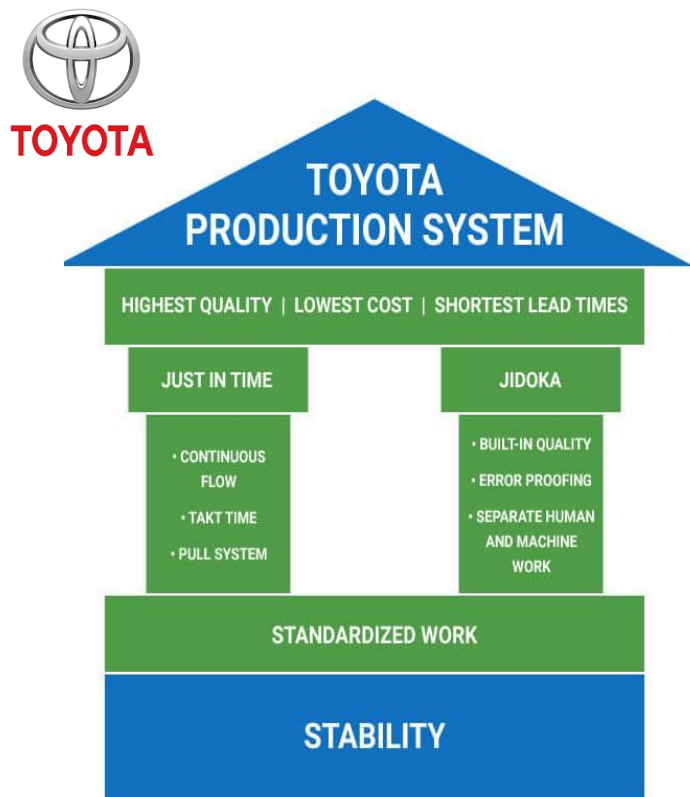 TOYOTA
TOYOTA
PRODUCTION SYSTEM
HIGHEST QUALITY | LOWEST COST | SHORTEST LEAD TIMES
JUST IN TIME
• CONTINUOUS
FLOW
• TAKT TIME
• PULL SYSTEM
JIDOKA
• BUILT-IN QUALITY
• ERROR PROOFING
• SEPARATE HUMAN
AND MACHINE
WORK
STANDARDIZED WORK
STABILITY